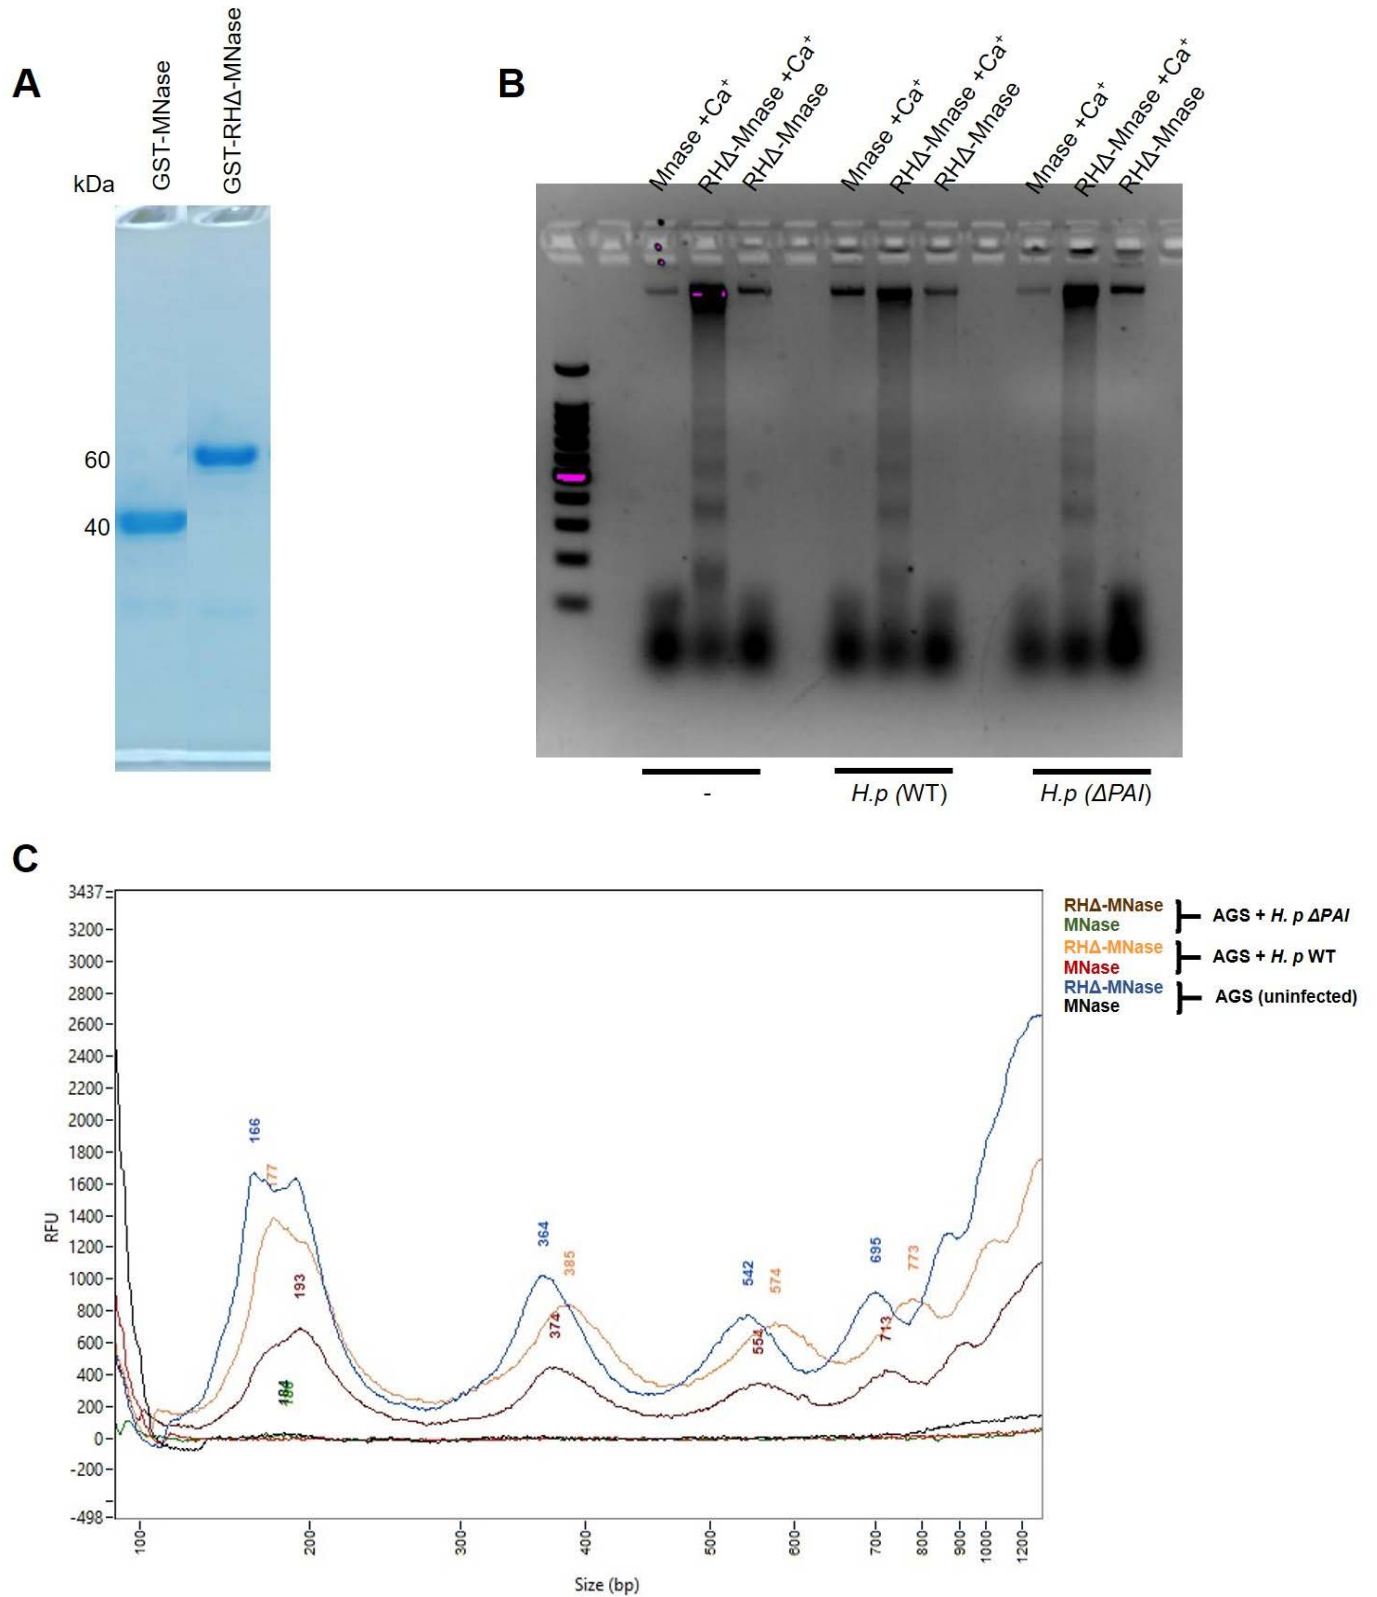 A
GST-MNase
GST-RHΔ-MNase
kDa
60
40
B
Mnase +Ca⁺
RHΔ-Mnase +Ca⁺
RHΔ-Mnase
Mnase +Ca⁺
RHΔ-Mnase +Ca⁺
RHΔ-Mnase
Mnase +Ca⁺
RHΔ-Mnase +Ca⁺
RHΔ-Mnase
-
H.p (WT)
H.p (ΔPAI)
C
3437
3200
3000
2800
2600
2400
2200
2000
1800
1600
1400
1200
1000
800
600
400
200
0
-200
-498
RFU
166
193
184
364
385
374
542
574
554
695
773
713
100
200
300
400
500
600
700
800
900
1000
1200
Size (bp)
RHΔ-MNase
MNase
AGS + H. p ΔPAI
RHΔ-MNase
MNase
AGS + H. p WT
RHΔ-MNase
MNase
AGS (uninfected)